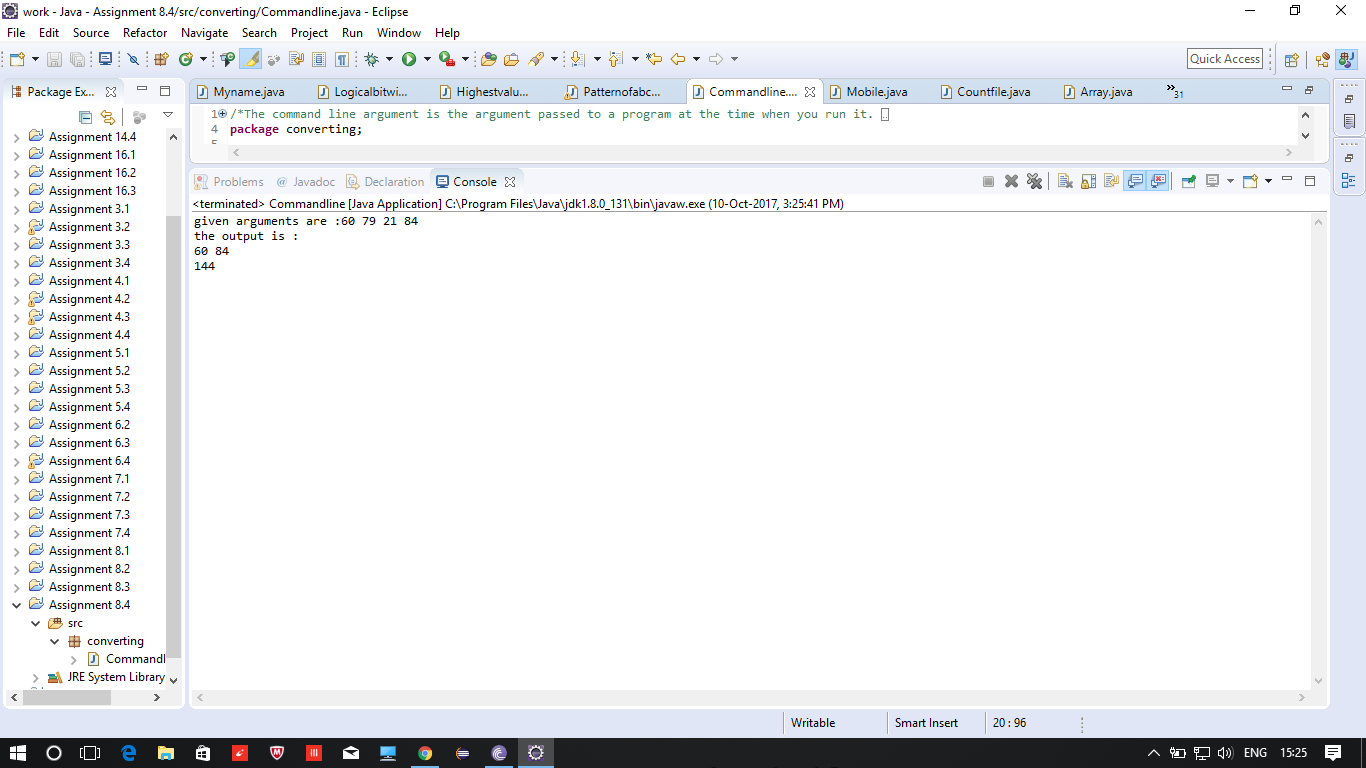 work - Java - Assignment 8.4/src/converting/Commandline.java - Eclipse
File Edit Source Refactor Navigate Search Project Run Window Help
Quick Access
Package Ex...
Myname.java Logicalbitwi... Highestvalu... Patternofabc... Commandline.... Mobile.java Countfile.java Array.java »31
1 /*The command line argument is the argument passed to a program at the time when you run it.
4 package converting;
Problems @ Javadoc Declaration Console
<terminated> Commandline [Java Application] C:\Program Files\Java\jdk1.8.0_131\bin\javaw.exe (10-Oct-2017, 3:25:41 PM)
given arguments are :60 79 21 84
the output is :
60 84
144
Assignment 14.4
Assignment 16.1
Assignment 16.2
Assignment 16.3
Assignment 3.1
Assignment 3.2
Assignment 3.3
Assignment 3.4
Assignment 4.1
Assignment 4.2
Assignment 4.3
Assignment 4.4
Assignment 5.1
Assignment 5.2
Assignment 5.3
Assignment 5.4
Assignment 6.2
Assignment 6.3
Assignment 6.4
Assignment 7.1
Assignment 7.2
Assignment 7.3
Assignment 7.4
Assignment 8.1
Assignment 8.2
Assignment 8.3
Assignment 8.4
src
converting
Commandl
JRE System Library
Writable Smart Insert 20 : 96
ENG 15:25